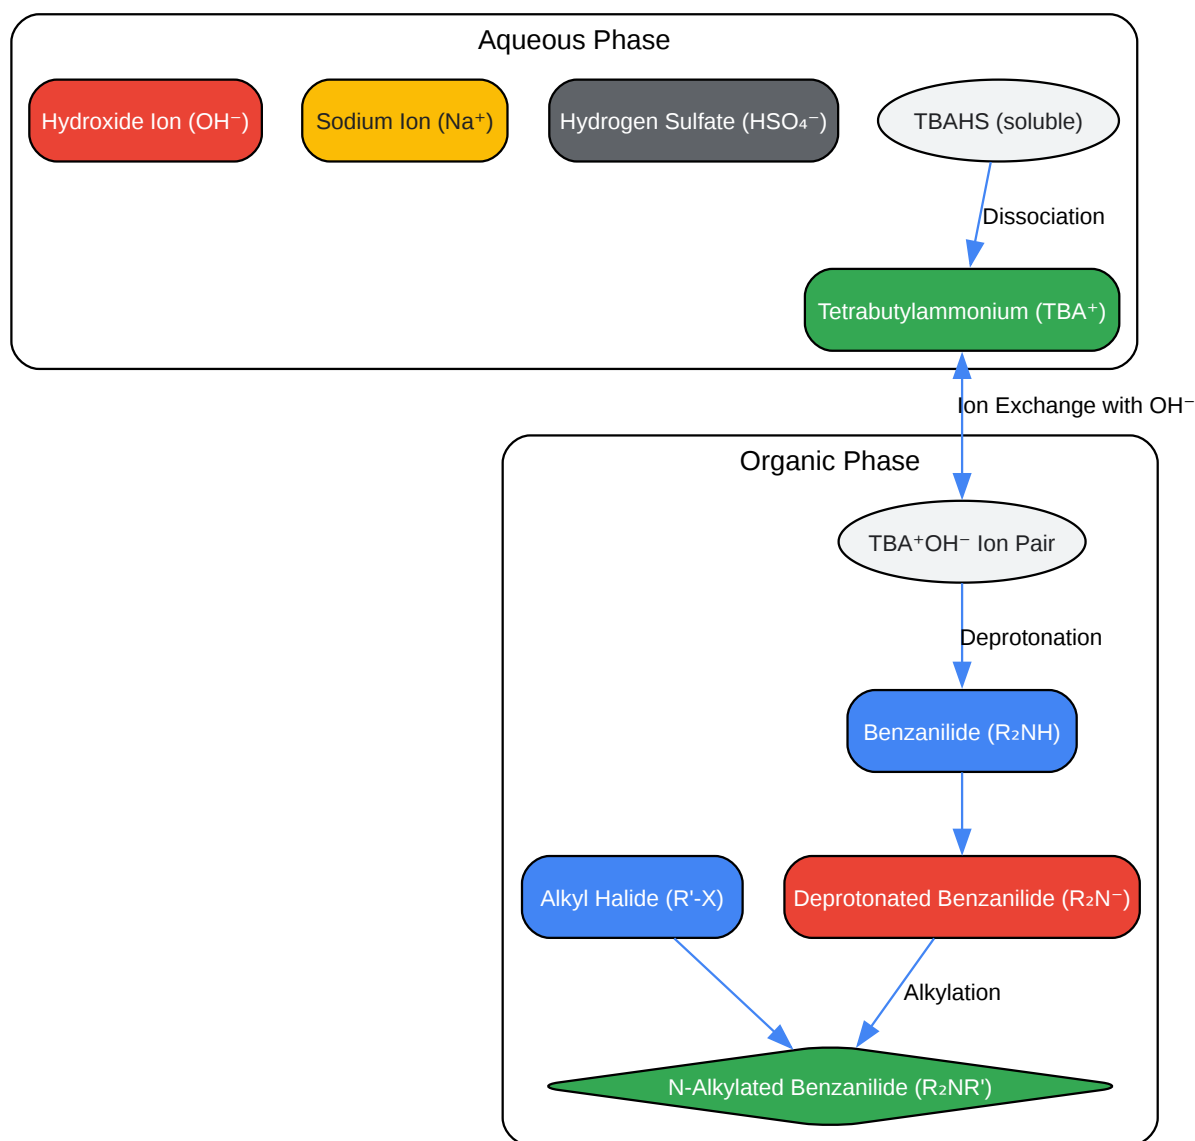 Aqueous Phase
Hydroxide Ion (OH⁻)
Sodium Ion (Na⁺)
Hydrogen Sulfate (HSO₄⁻)
TBAHS (soluble)
Dissociation
Tetrabutylammonium (TBA⁺)
Ion Exchange with OH⁻
Organic Phase
TBA⁺OH⁻ Ion Pair
Deprotonation
Benzanilide (R₂NH)
Alkyl Halide (R'-X)
Deprotonated Benzanilide (R₂N⁻)
Alkylation
N-Alkylated Benzanilide (R₂NR')